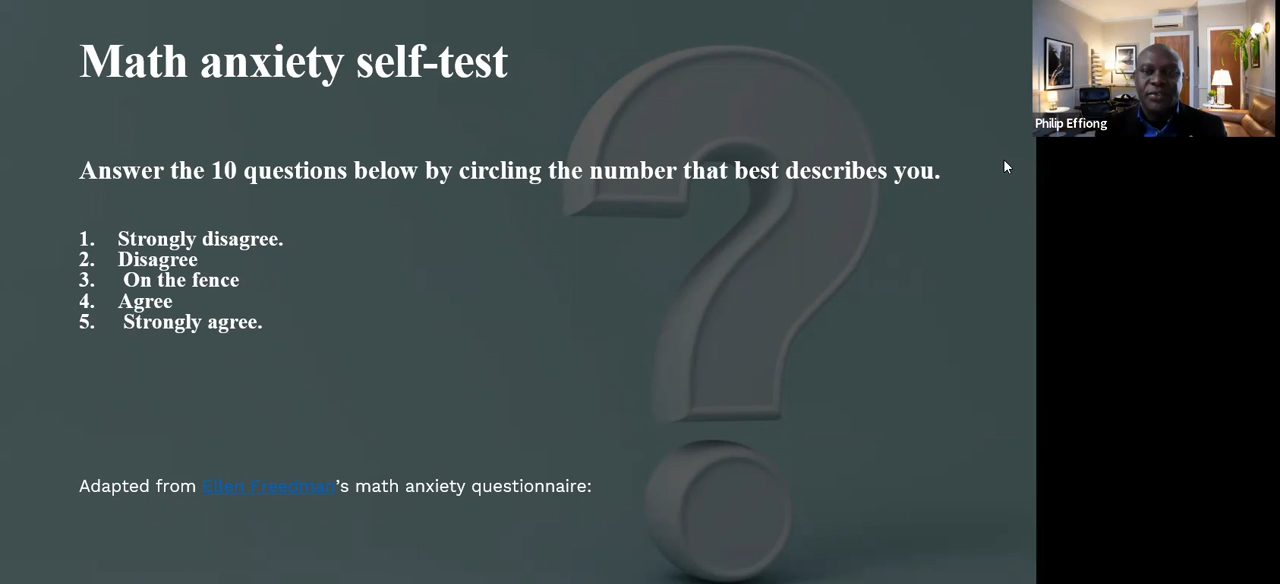 Math anxiety self-test
Philip Effiong
Answer the 10 questions below by circling the number that best describes you.
1. Strongly disagree.
2. Disagree
3. On the fence
4. Agree
5. Strongly agree.
Adapted from Ellen Freedman's math anxiety questionnaire: